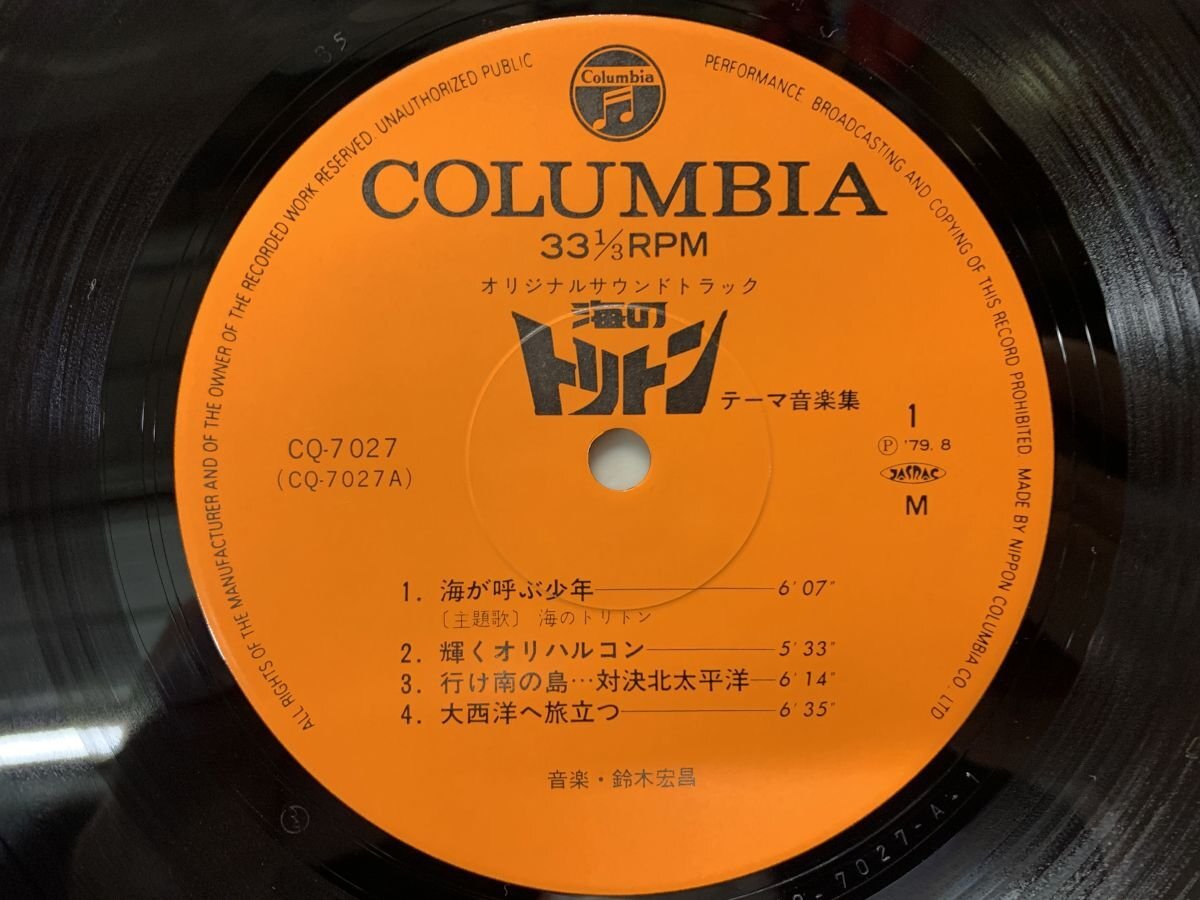 Columbia
COLUMBIA
33 1/3 RPM
オリジナルサウンドトラック
海の
トリトン
テーマ音楽集
1
Ⓟ '79. 8
JASRAC
M
CQ-7027
(CQ-7027A)
1. 海が呼ぶ少年 6' 07"
〔主題歌〕 海のトリトン
2. 輝くオリハルコン 5' 33"
3. 行け南の島…対決北太平洋 6' 14"
4. 大西洋へ旅立つ 6' 35"
音楽・鈴木宏昌
ALL RIGHTS OF THE MANUFACTURER AND OF THE OWNER OF THE RECORDED WORK RESERVED. UNAUTHORIZED PUBLIC PERFORMANCE. BROADCASTING AND COPYING OF THIS RECORD PROHIBITED. MADE BY NIPPON COLUMBIA CO. LTD
-7027-A-1